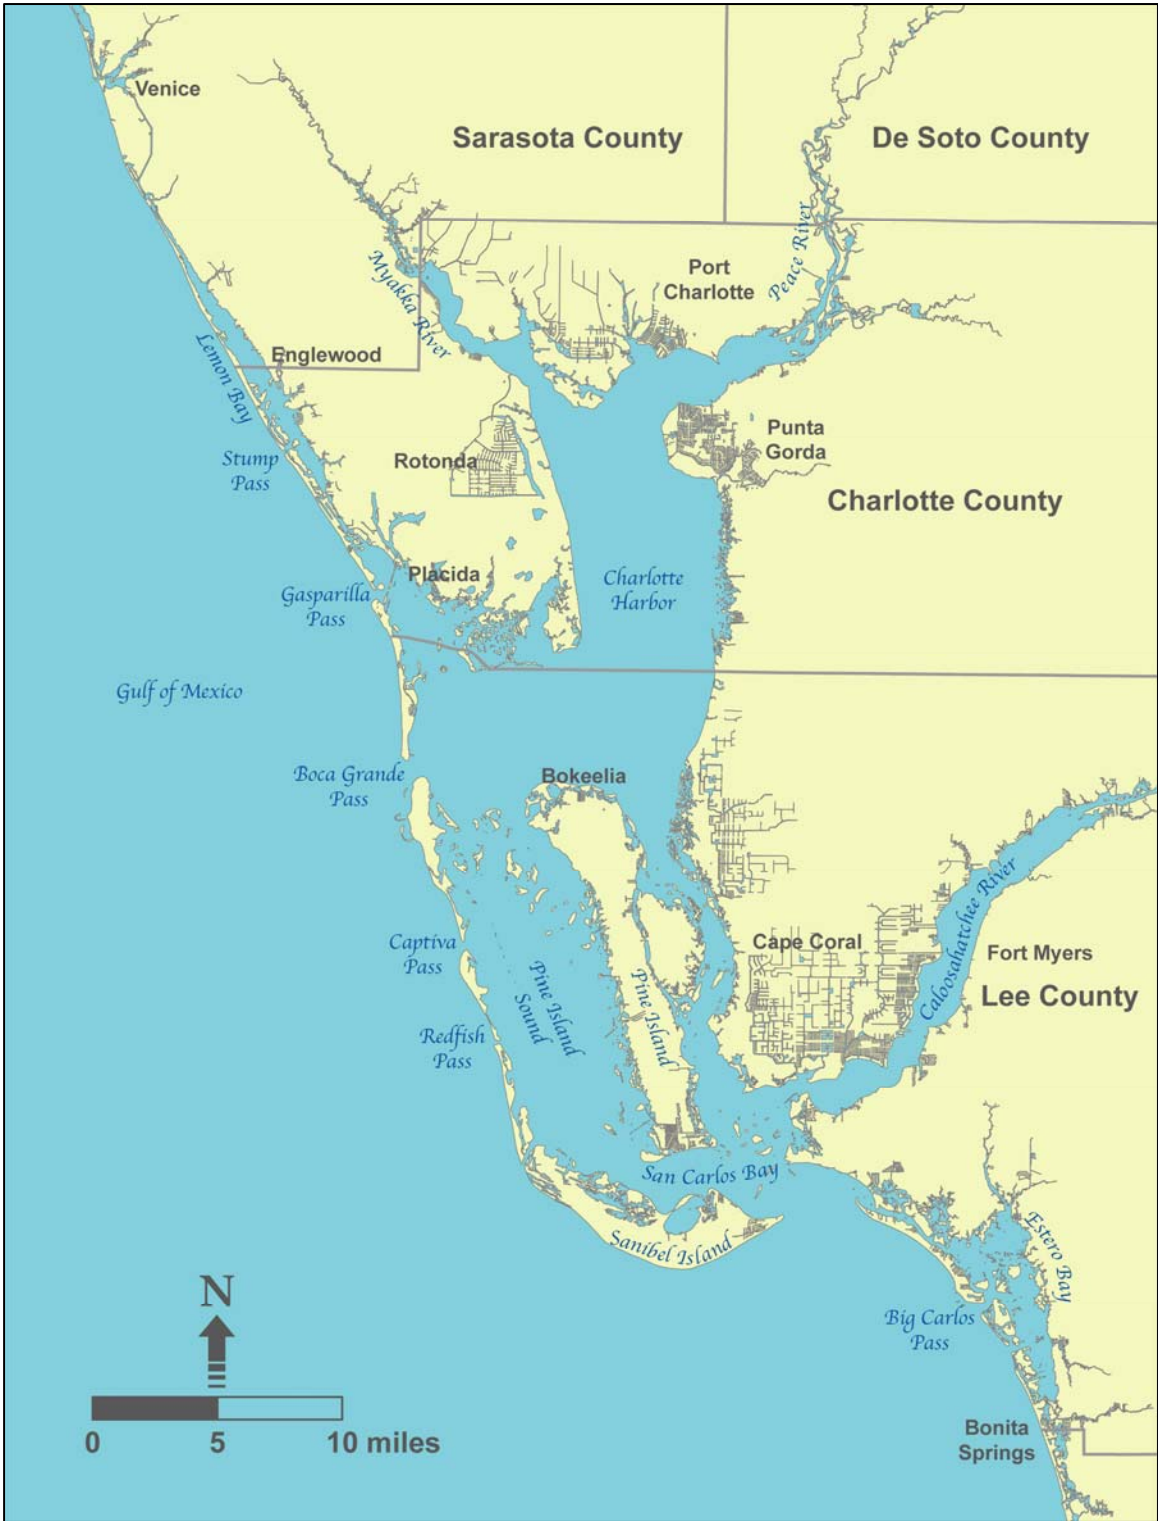 Venice
Sarasota County
De Soto County
Peace River
Port
Charlotte
Myakka River
Lemon Bay
Englewood
Stump
Pass
Rotonda
Punta
Gorda
Charlotte County
Placida
Charlotte
Harbor
Gasparilla
Pass
Gulf of Mexico
Boca Grande
Pass
Bokeelia
Captiva
Pass
Cape Coral
Caloosahatchee River
Fort Myers
Lee County
Pine Island
Sound
Pine Island
Redfish
Pass
San Carlos Bay
Sanibel Island
Estero Bay
Big Carlos
Pass
N
0 5 10 miles
Bonita
Springs